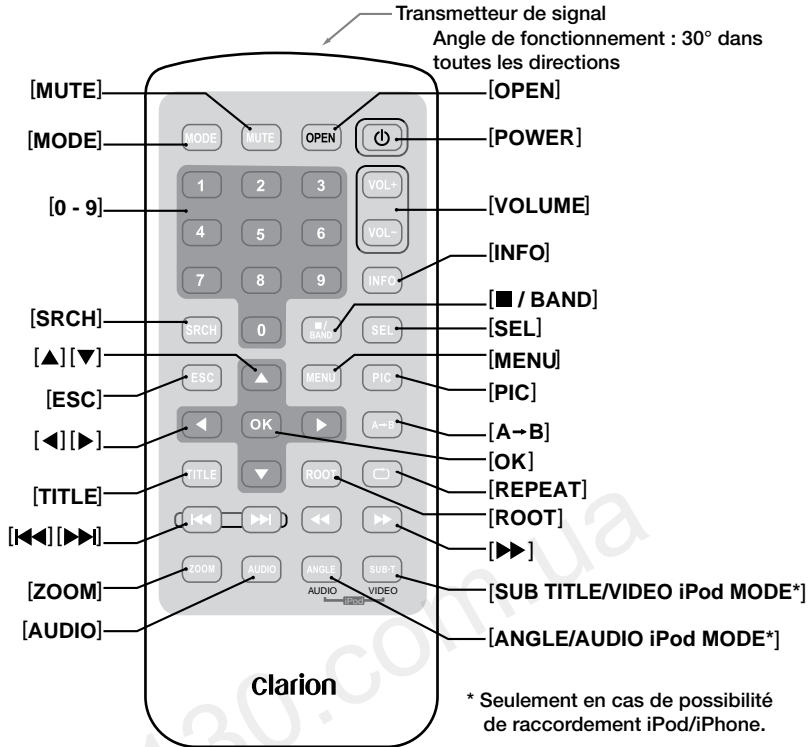 Transmetteur de signal
Angle de fonctionnement : 30° dans
toutes les directions
[MUTE]
[OPEN]
[MODE]
[POWER]
[0 - 9]
[VOLUME]
[INFO]
[■ / BAND]
[SRCH]
[SEL]
[▲][▼]
[MENU]
[ESC]
[PIC]
[◀][▶]
[A→B]
[OK]
[TITLE]
[REPEAT]
[ROOT]
[|◀◀][▶▶|]
[▶▶]
[ZOOM]
[SUB TITLE/VIDEO iPod MODE*]
[AUDIO]
[ANGLE/AUDIO iPod MODE*]
MODE MUTE OPEN
1 2 3 VOL+
4 5 6 VOL−
7 8 9 INFO
SRCH 0 ■/BAND SEL
ESC ▲ MENU PIC
◀ OK ▶ A→B
TITLE ▼ ROOT
|◀◀ ▶▶| ◀◀ ▶▶
ZOOM AUDIO ANGLE SUB-T
AUDIO VIDEO
iPod
clarion
* Seulement en cas de possibilité
de raccordement iPod/iPhone.
130.com.ua